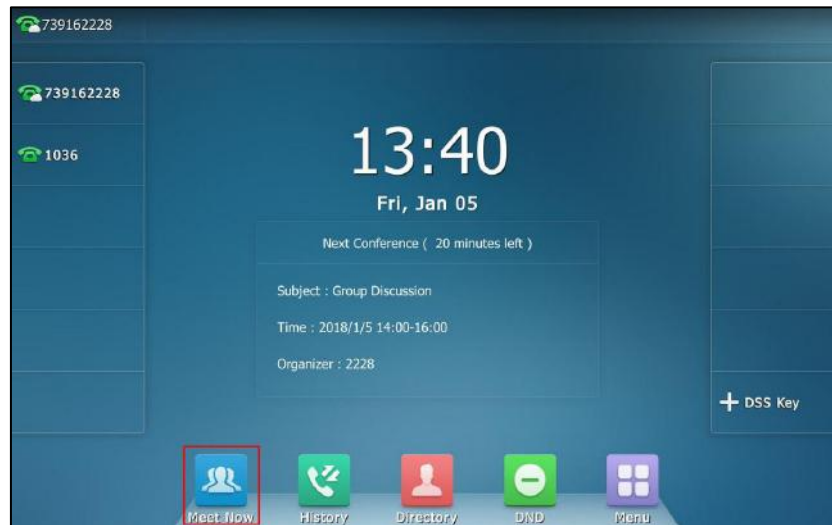 739162228
739162228
1036
13:40
Fri, Jan 05
Next Conference ( 20 minutes left )
Subject : Group Discussion
Time : 2018/1/5 14:00-16:00
Organizer : 2228
DSS Key
Meet Now
History
Directory
DND
Menu